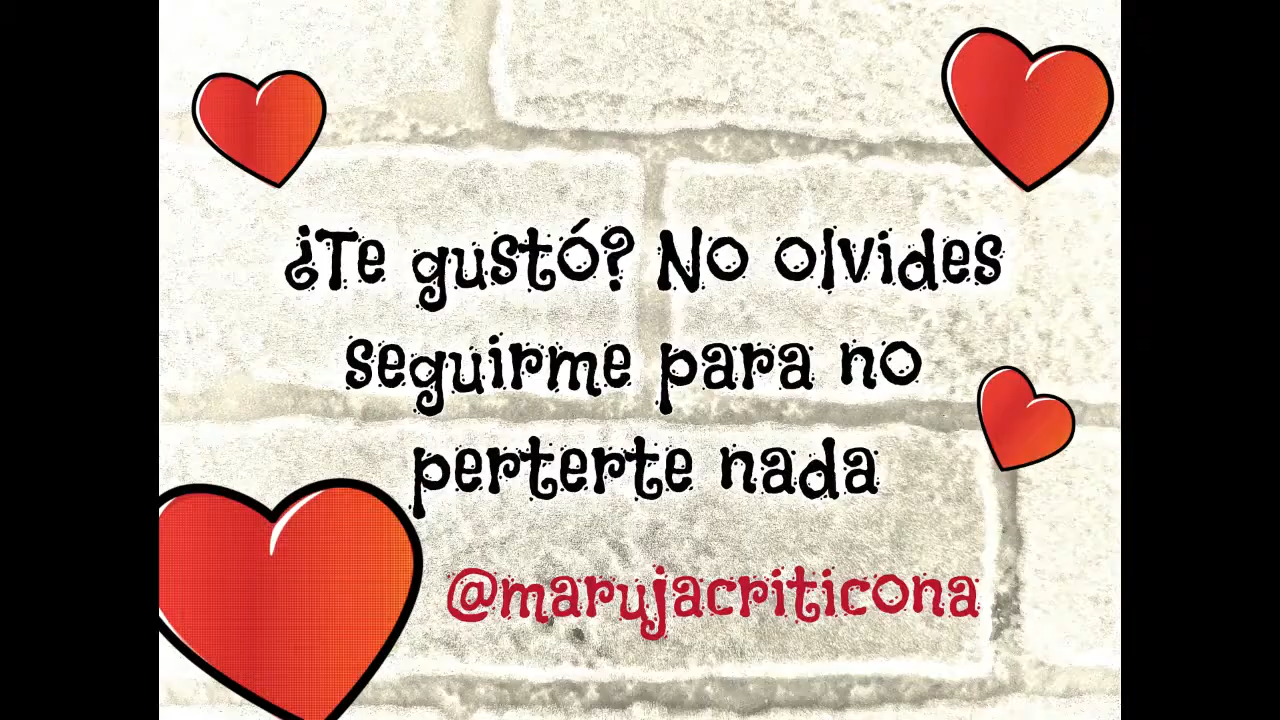 ¿Te gustó? No olvides
seguirme para no
perterte nada
@marujacriticona